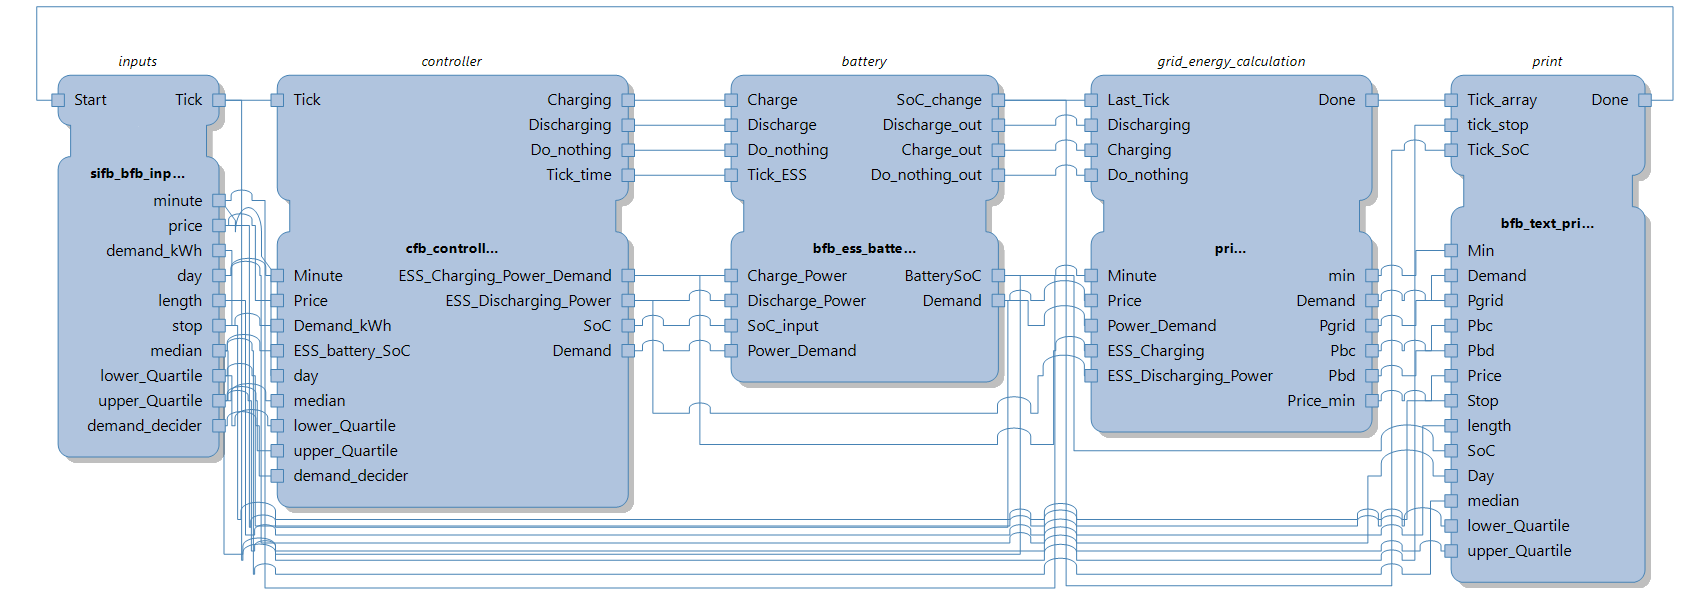 inputs
Start
Tick
sifb_bfb_inp...
minute
price
demand_kWh
day
length
stop
median
lower_Quartile
upper_Quartile
demand_decider
controller
Tick
Charging
Discharging
Do_nothing
Tick_time
cfb_controll...
Minute
ESS_Charging_Power_Demand
Price
ESS_Discharging_Power
Demand_kWh
SoC
ESS_battery_SoC
Demand
day
median
lower_Quartile
upper_Quartile
demand_decider
battery
Charge
SoC_change
Discharge
Discharge_out
Do_nothing
Charge_out
Tick_ESS
Do_nothing_out
bfb_ess_batte...
Charge_Power
BatterySoC
Discharge_Power
Demand
SoC_input
Power_Demand
grid_energy_calculation
Last_Tick
Done
Discharging
Charging
Do_nothing
pri...
Minute
min
Price
Demand
Power_Demand
Pgrid
ESS_Charging
Pbc
ESS_Discharging_Power
Pbd
Price_min
print
Tick_array
Done
tick_stop
Tick_SoC
bfb_text_pri...
Min
Demand
Pgrid
Pbc
Pbd
Price
Stop
length
SoC
Day
median
lower_Quartile
upper_Quartile